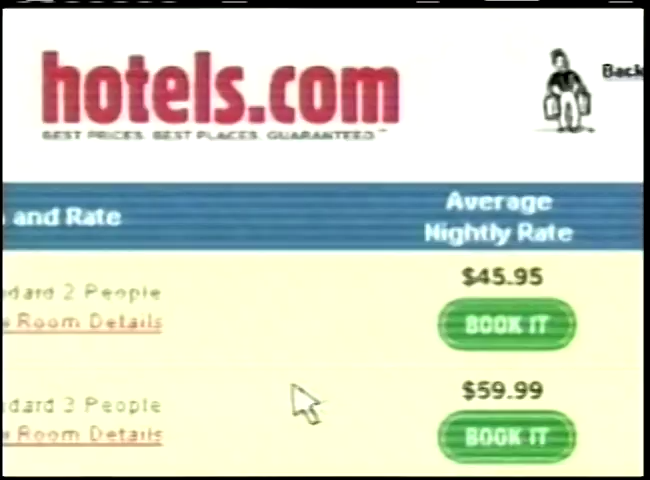 hotels.com
BEST PRICES. BEST PLACES. GUARANTEED.™
Back
and Rate
Average
Nightly Rate
dard 2 People
$45.95
Room Details
BOOK IT
dard 3 People
$59.99
Room Details
BOOK IT